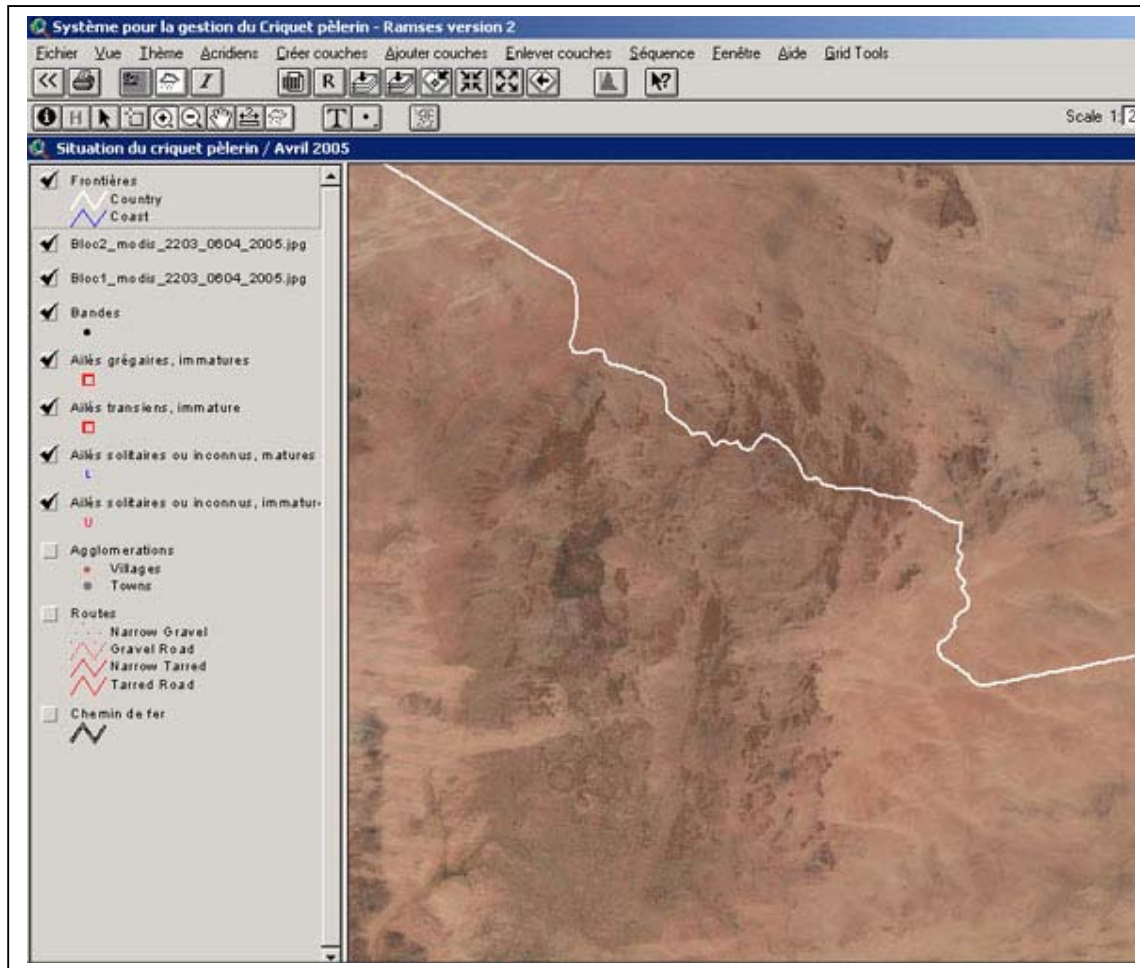 Système pour la gestion du Criquet pèlerin - Ramses version 2
Fichier Vue Thème Acridiens Créer couches Ajouter couches Enlever couches Séquence Fenêtre Aide Grid Tools
I R ?
H T Scale 1: 2
Situation du criquet pèlerin / Avril 2005
Frontières
Country
Coast
Bloc2_modis_2203_0604_2005.jpg
Bloc1_modis_2203_0604_2005.jpg
Bandes
Ailés grégaires, immatures
Ailés transiens, immature
Ailés solitaires ou inconnus, matures
L
Ailés solitaires ou inconnus, immatur
U
Agglomerations
Villages
Towns
Routes
Narrow Gravel
Gravel Road
Narrow Tarred
Tarred Road
Chemin de fer